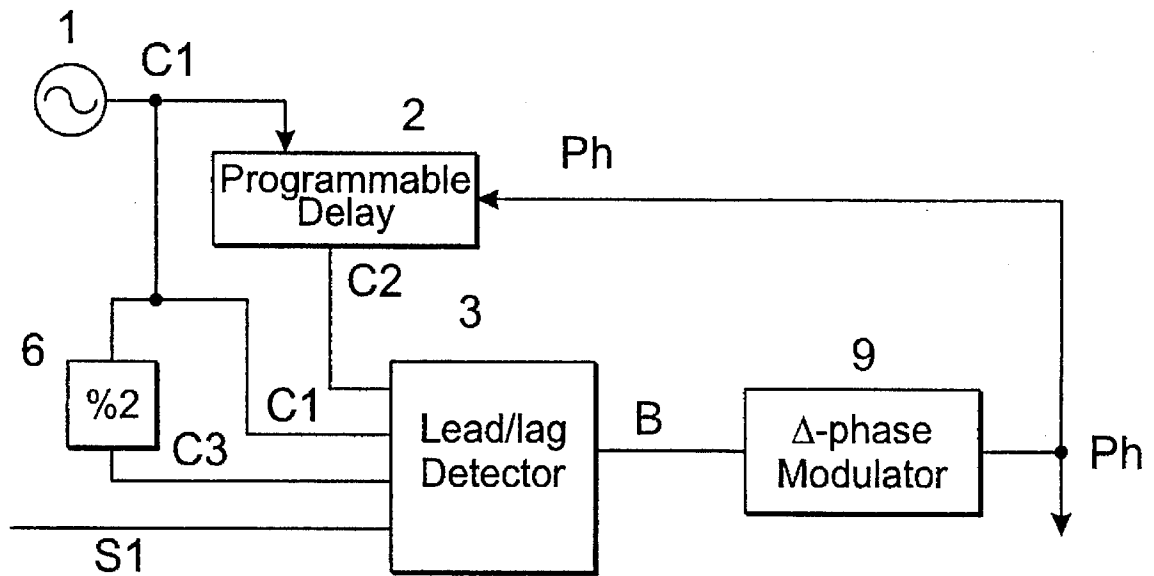 1
C1
2
Programmable
Delay
Ph
C2
3
6
%2
C1
C3
Lead/lag
Detector
B
9
Δ-phase
Modulator
Ph
S1